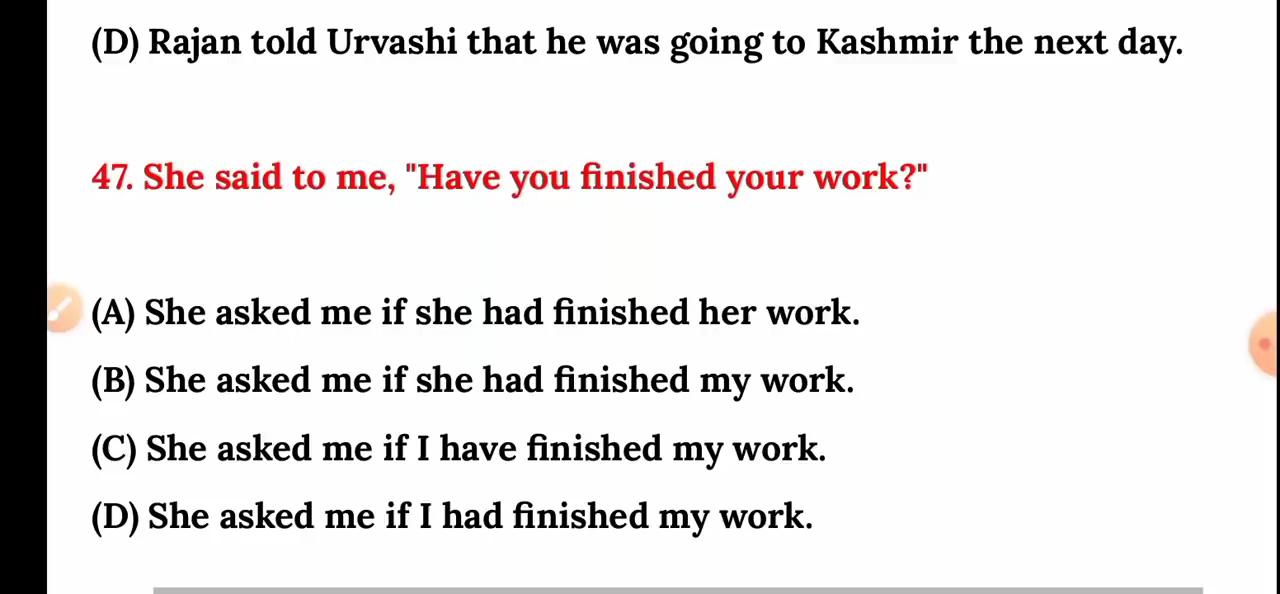 (D) Rajan told Urvashi that he was going to Kashmir the next day.
47. She said to me, "Have you finished your work?"
(A) She asked me if she had finished her work.
(B) She asked me if she had finished my work.
(C) She asked me if I have finished my work.
(D) She asked me if I had finished my work.